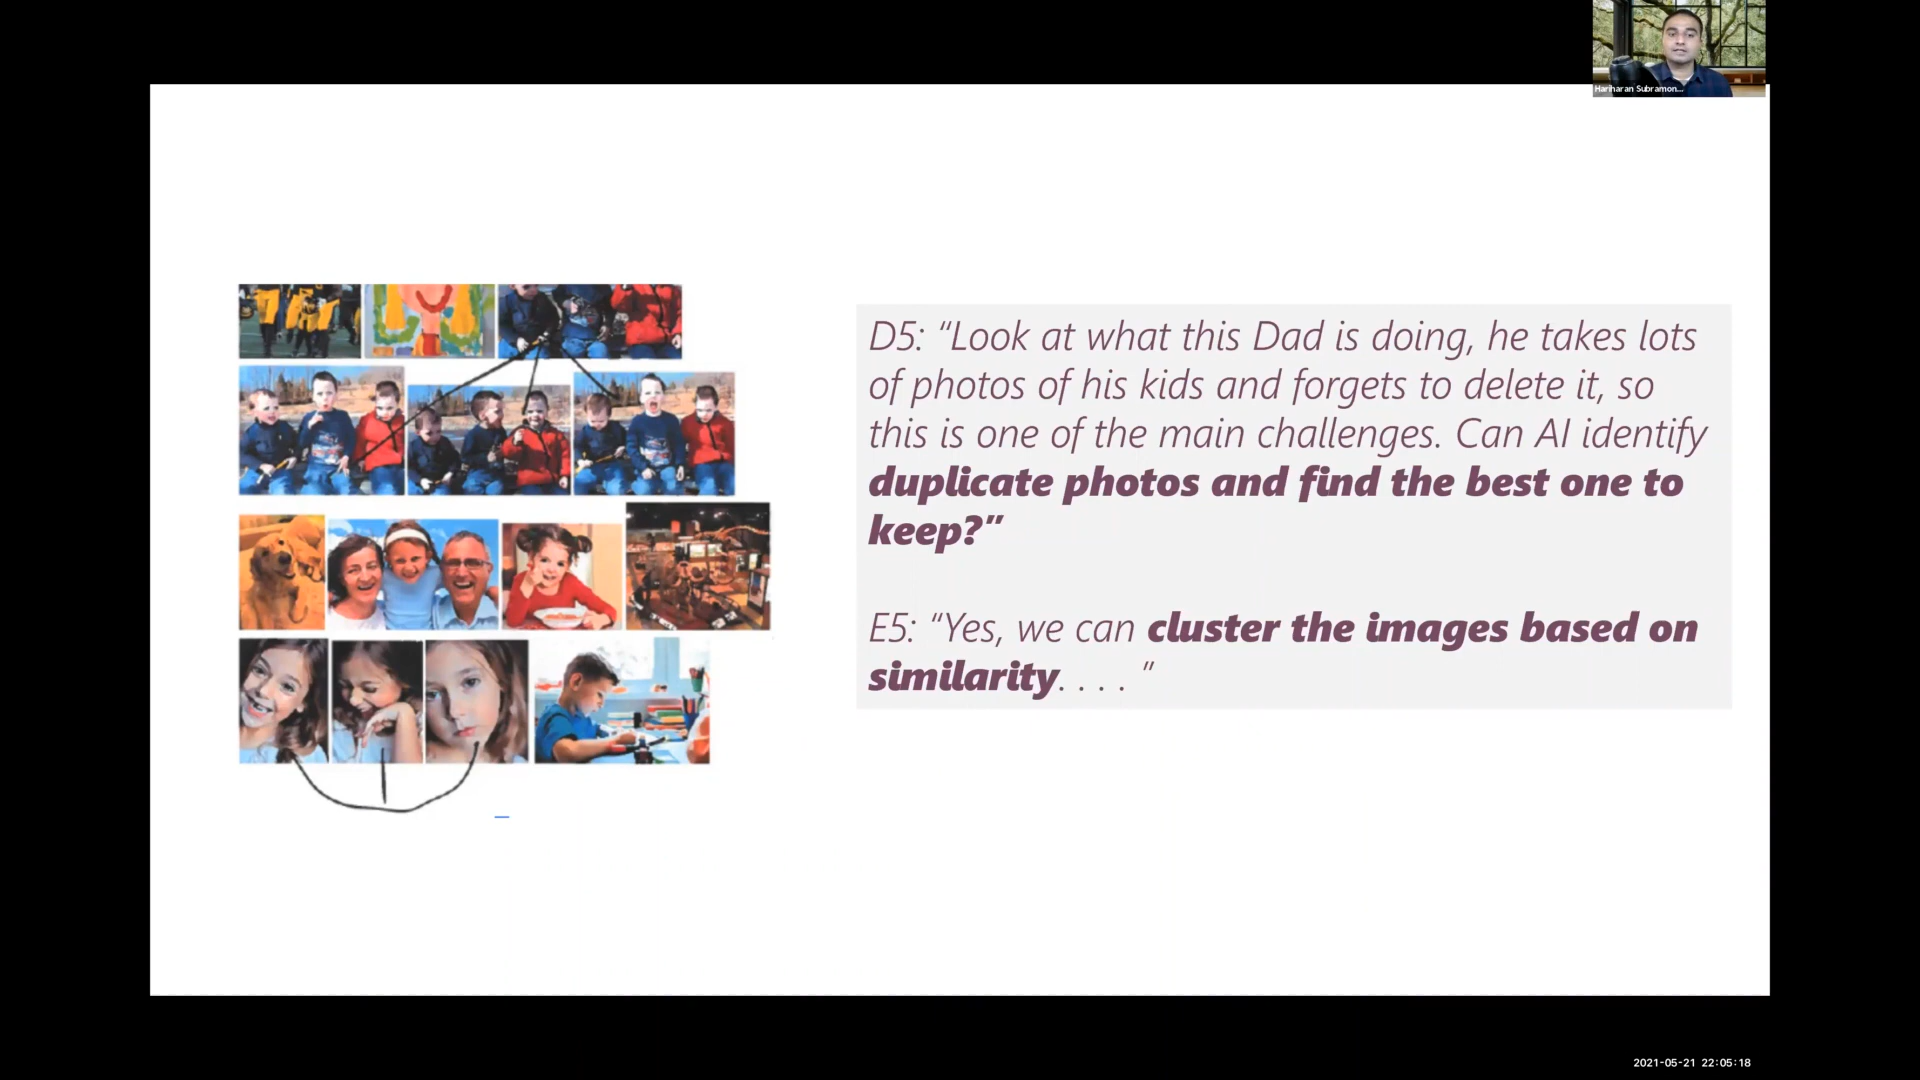 Hariharan Subramon...
D5: “Look at what this Dad is doing, he takes lots
of photos of his kids and forgets to delete it, so
this is one of the main challenges. Can AI identify
duplicate photos and find the best one to
keep?”
E5: “Yes, we can cluster the images based on
similarity. . . . ”
2021-05-21 22:05:18